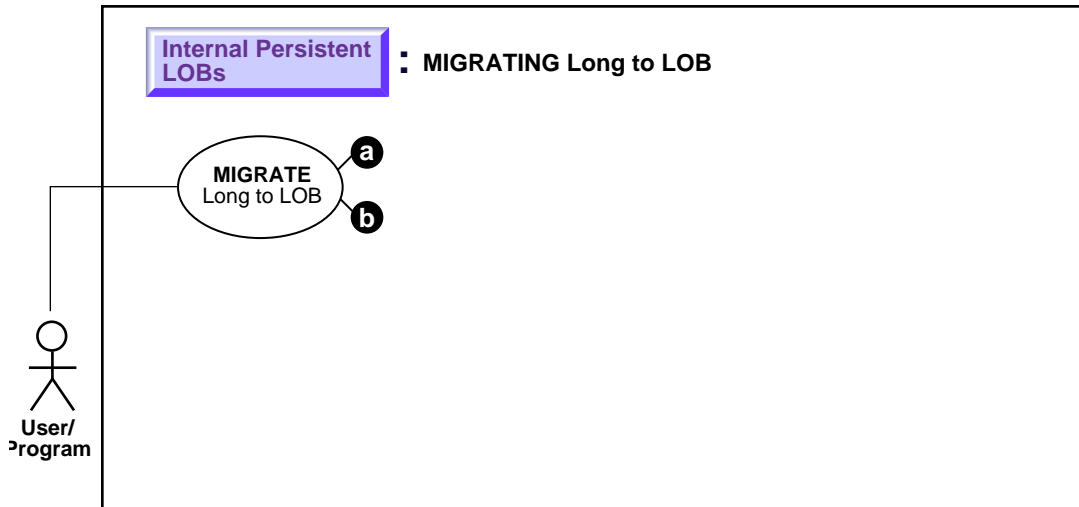 Internal Persistent
LOBs
: MIGRATING Long to LOB
MIGRATE
Long to LOB
a
b
User/
Program